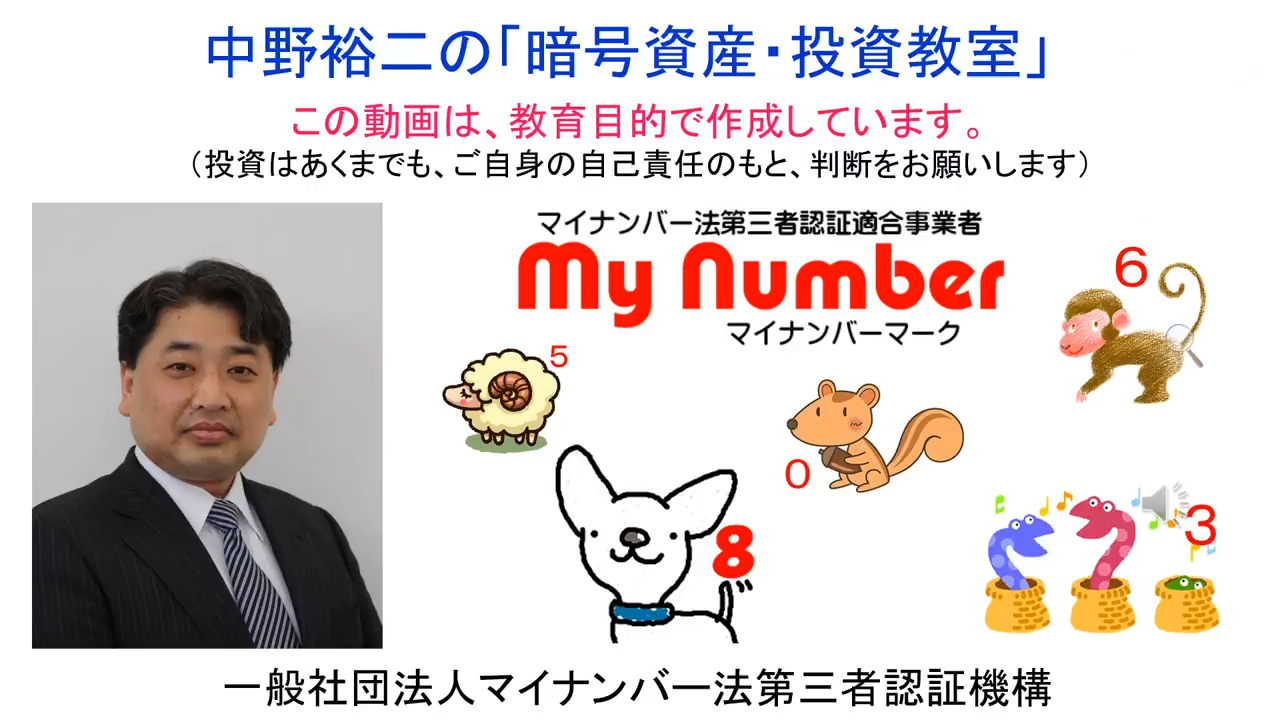 中野裕二の「暗号資産・投資教室」
この動画は、教育目的で作成しています。
（投資はあくまでも、ご自身の自己責任のもと、判断をお願いします）
マイナンバー法第三者認証適合事業者
My Number
マイナンバーマーク
6
5
0
8
3
一般社団法人マイナンバー法第三者認証機構